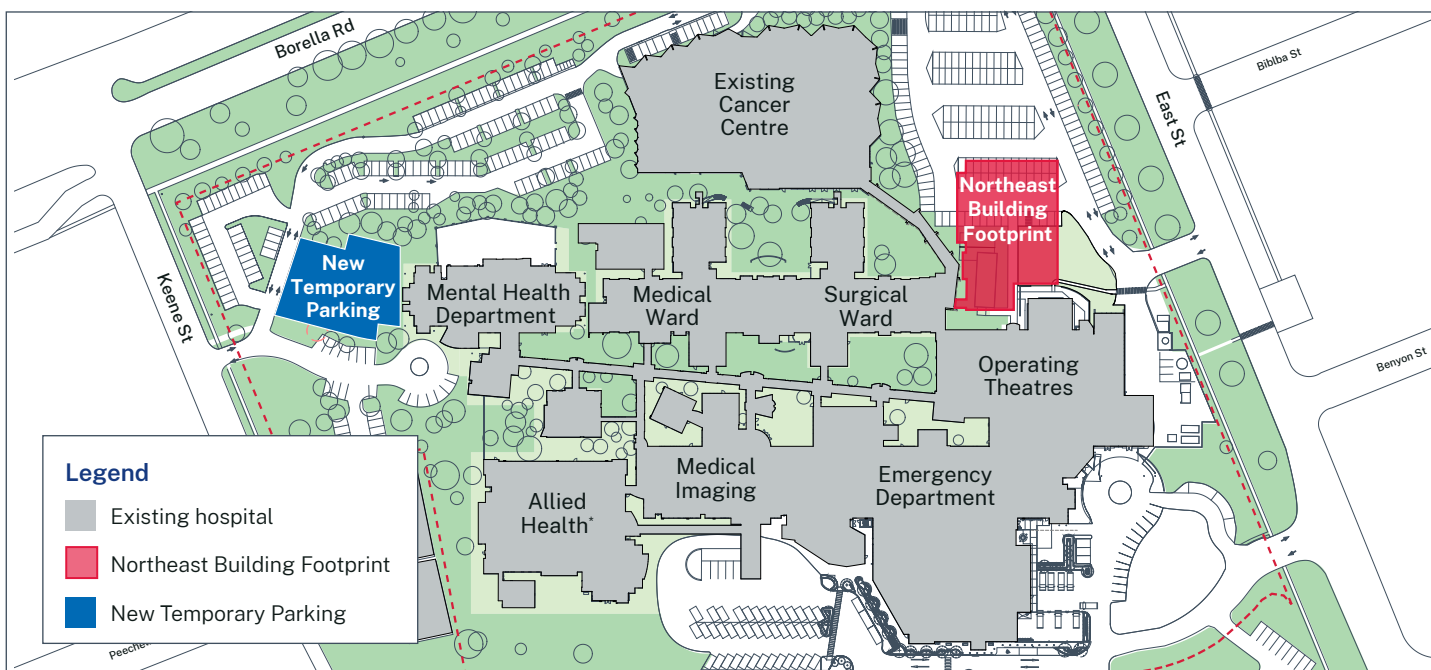 Borella Rd
Existing
Cancer
Centre
Biblba St
East St
Northeast
Building
Footprint
New
Temporary
Parking
Keene St
Mental Health
Department
Medical
Ward
Surgical
Ward
Operating
Theatres
Benyon St
Medical
Imaging
Emergency
Department
Allied
Health*
Legend
Existing hospital
Northeast Building Footprint
New Temporary Parking